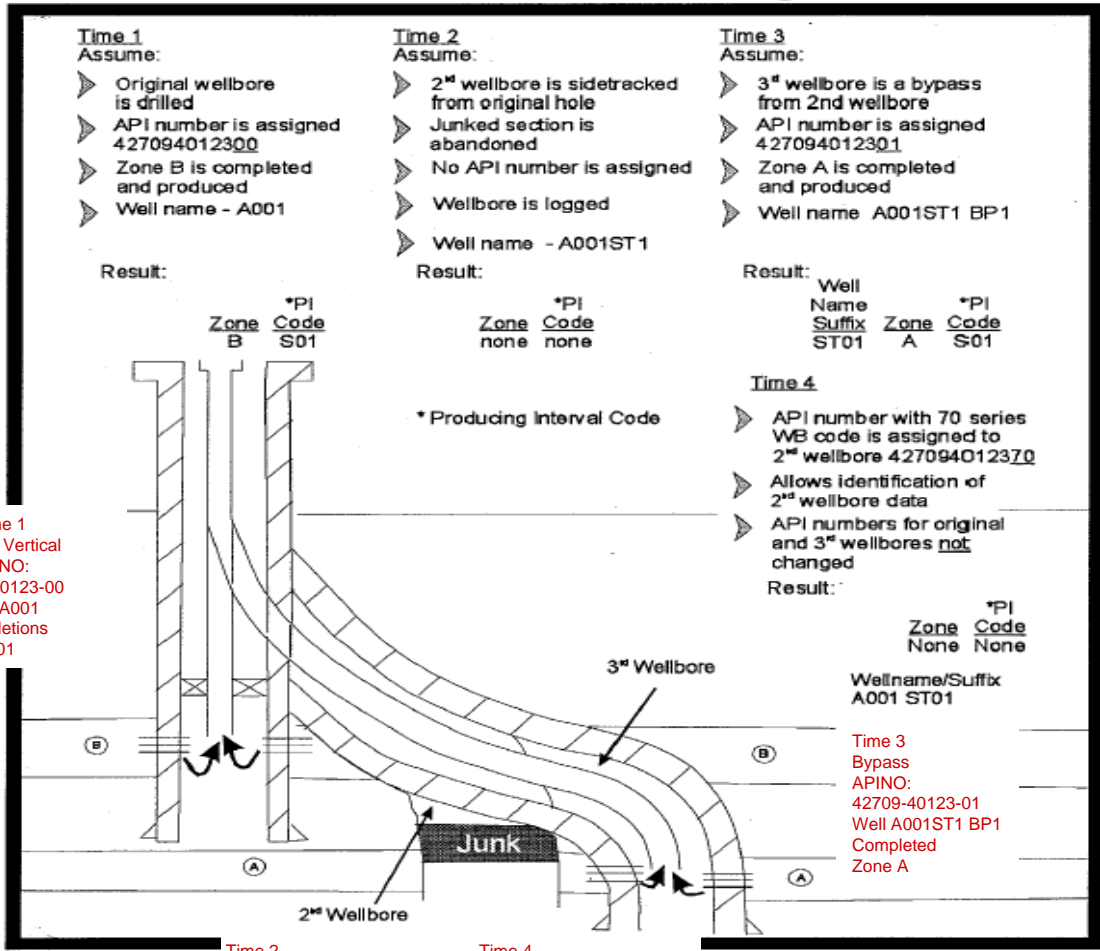 Time 1
Assume:
Original wellbore
is drilled
API number is assigned
427094012300
Zone B is completed
and produced
Well name - A001
Result:
*PI
Zone Code
B S01
Time 2
Assume:
2nd wellbore is sidetracked
from original hole
Junked section is
abandoned
No API number is assigned
Wellbore is logged
Well name - A001ST1
Result:
*PI
Zone Code
none none
* Producing Interval Code
Time 3
Assume:
3rd wellbore is a bypass
from 2nd wellbore
API number is assigned
427094012301
Zone A is completed
and produced
Well name A001ST1 BP1
Result:
Well
Name *PI
Suffix Zone Code
ST01 A S01
Time 4
API number with 70 series
WB code is assigned to
2nd wellbore 427094012370
Allows identification of
2nd wellbore data
API numbers for original
and 3rd wellbores not
changed
Result:
*PI
Zone Code
None None
Wellname/Suffix
A001 ST01
Vertical
NO:
0123-00
A001
3rd Wellbore
B
B
Time 3
Bypass
APINO:
42709-40123-01
Well A001ST1 BP1
Completed
Zone A
Junk
A
A
2nd Wellbore
Time 2
Time 4